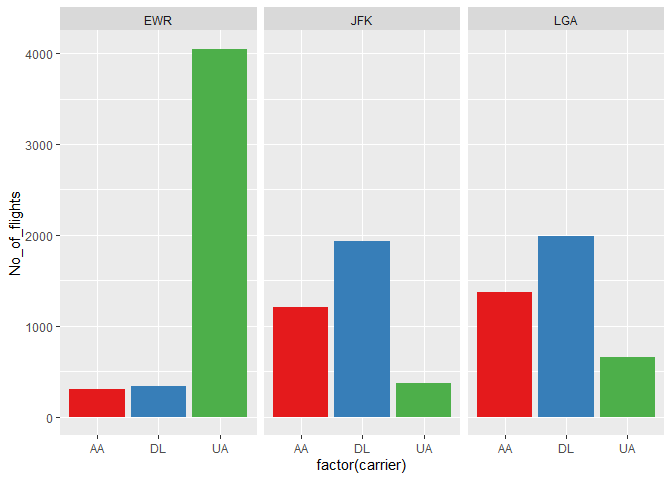 EWR JFK LGA
No_of_flights
4000
3000
2000
1000
0
AA DL UA AA DL UA AA DL UA
factor(carrier)